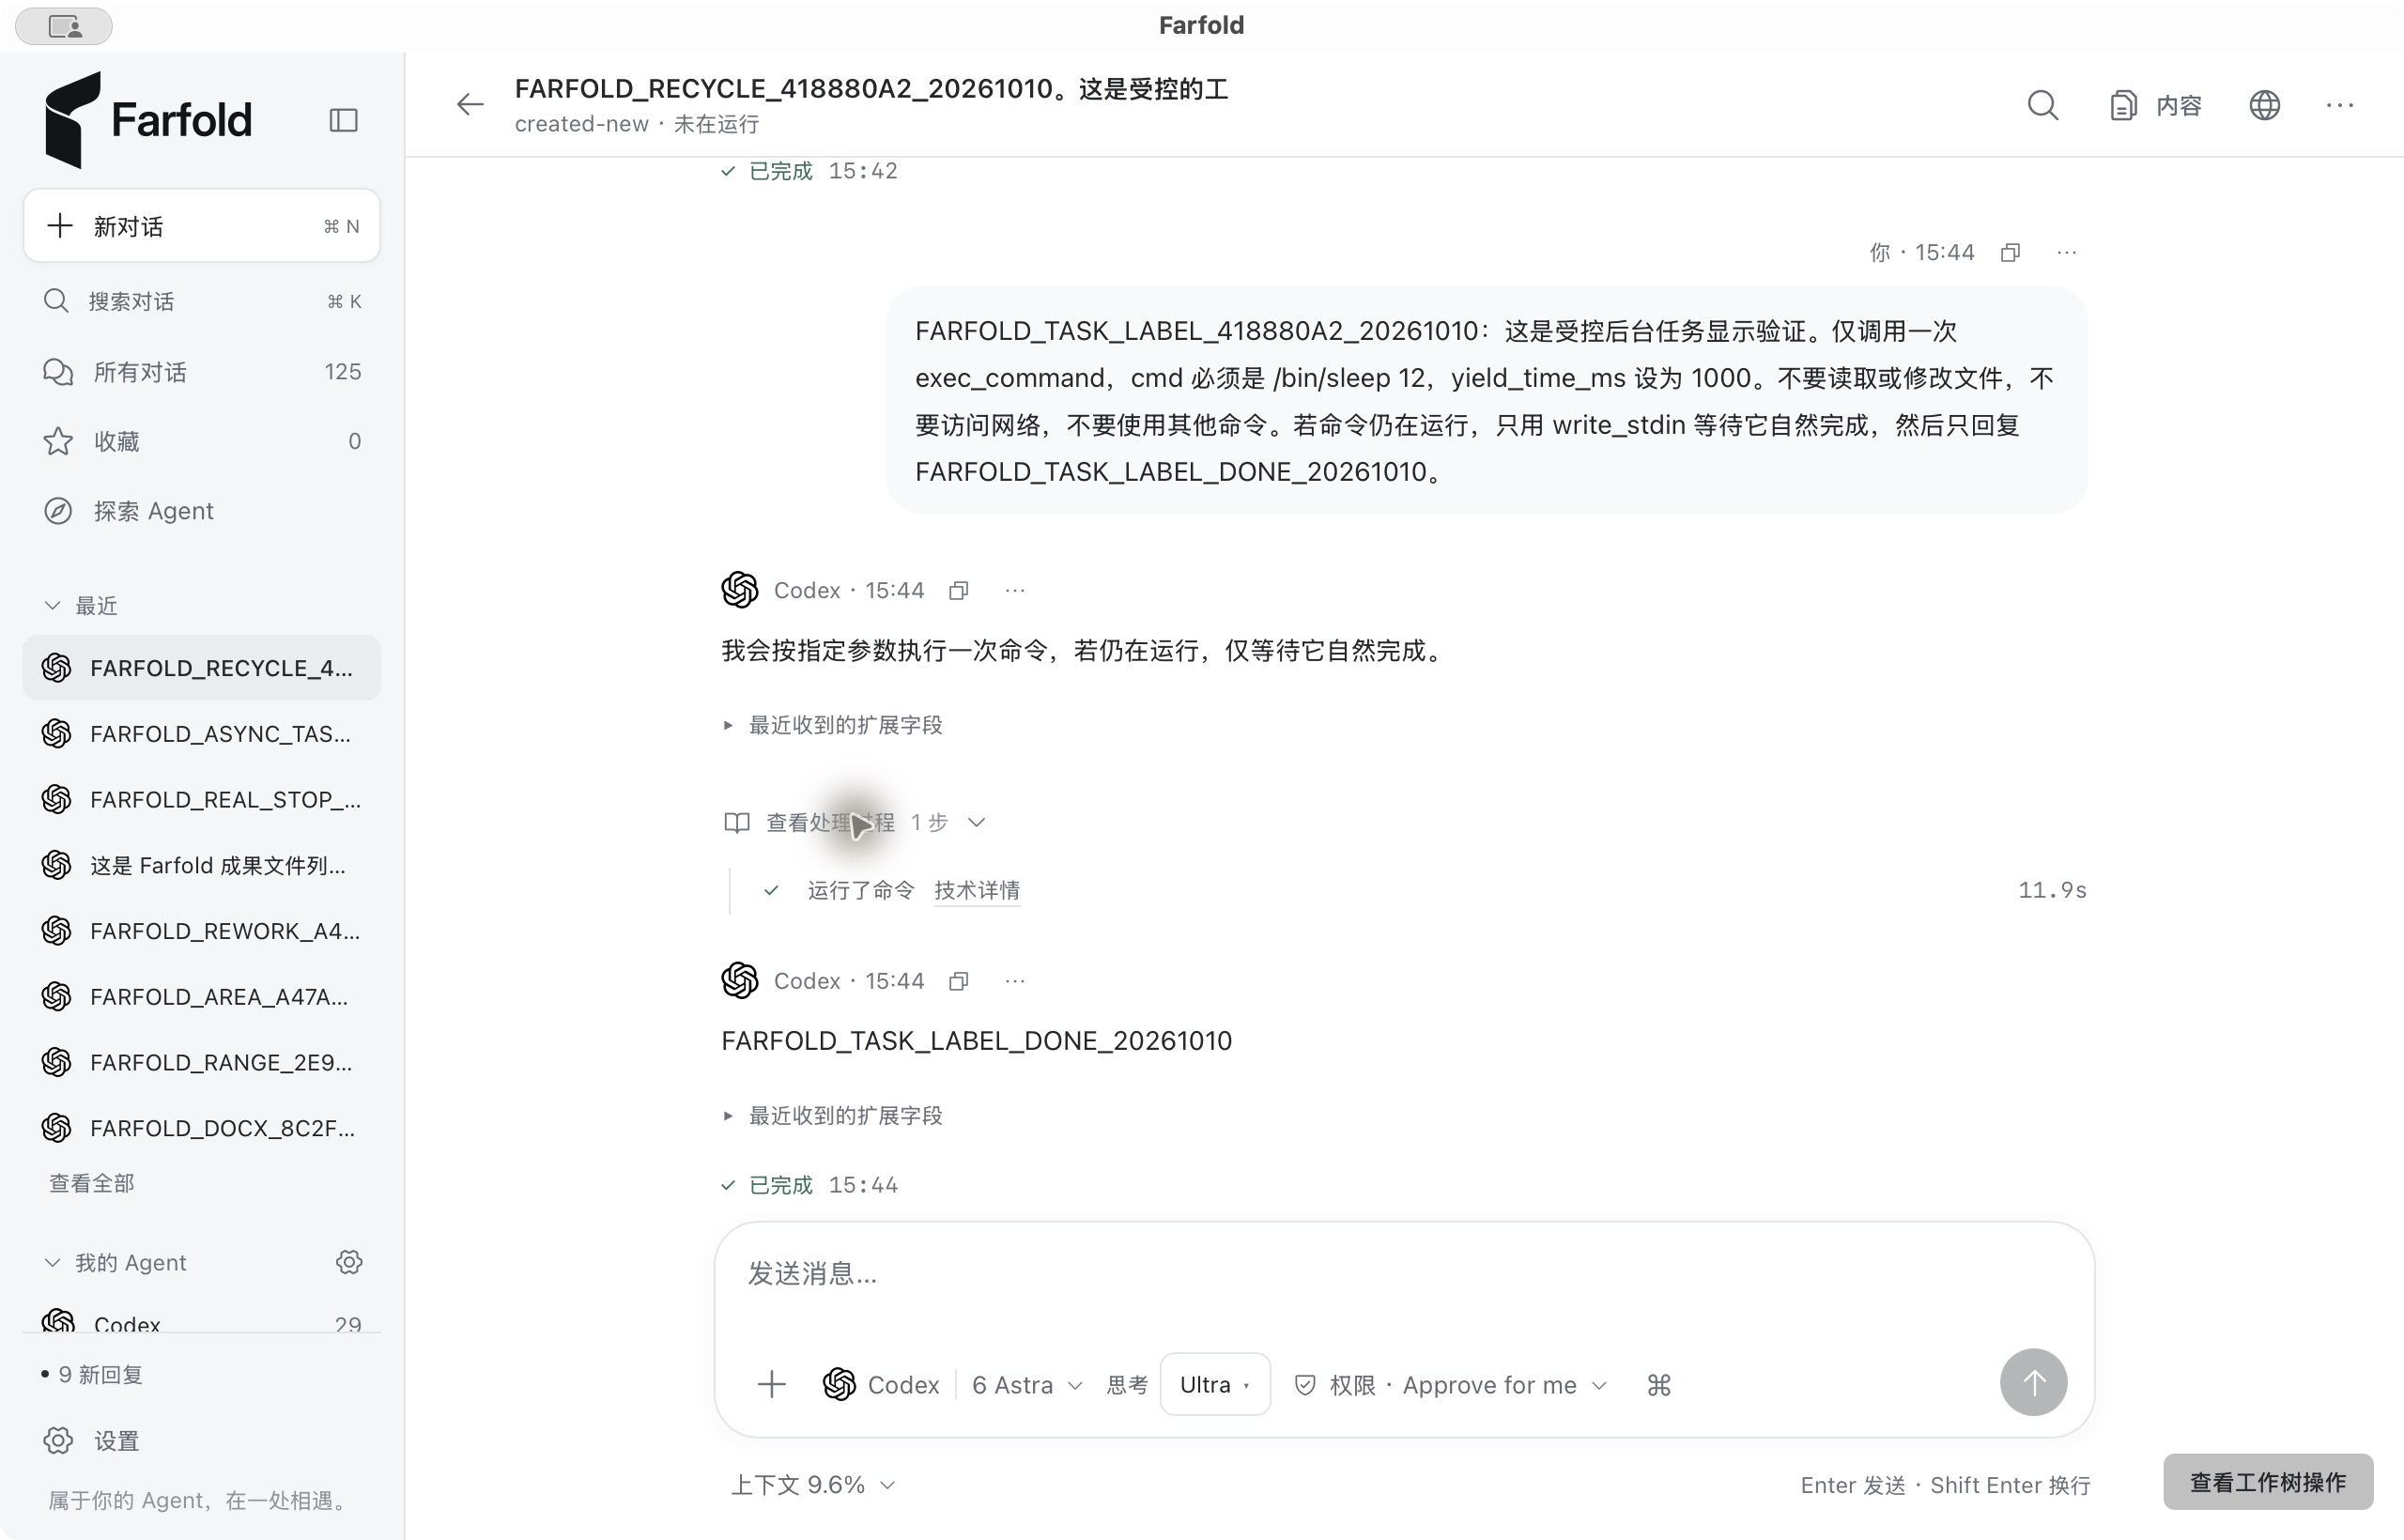 Farfold
Farfold
新对话 ⌘ N
搜索对话 ⌘ K
所有对话 125
收藏 0
探索 Agent
最近
FARFOLD_RECYCLE_4...
FARFOLD_ASYNC_TAS...
FARFOLD_REAL_STOP_...
这是 Farfold 成果文件列...
FARFOLD_REWORK_A4...
FARFOLD_AREA_A47A...
FARFOLD_RANGE_2E9...
FARFOLD_DOCX_8C2F...
查看全部
我的 Agent
Codex 29
9 新回复
设置
属于你的 Agent，在一处相遇。
FARFOLD_RECYCLE_418880A2_20261010。这是受控的工
created-new · 未在运行
内容
已完成 15:42
你 · 15:44
FARFOLD_TASK_LABEL_418880A2_20261010：这是受控后台任务显示验证。仅调用一次
exec_command，cmd 必须是 /bin/sleep 12，yield_time_ms 设为 1000。不要读取或修改文件，不
要访问网络，不要使用其他命令。若命令仍在运行，只用 write_stdin 等待它自然完成，然后只回复
FARFOLD_TASK_LABEL_DONE_20261010。
Codex · 15:44
我会按指定参数执行一次命令，若仍在运行，仅等待它自然完成。
最近收到的扩展字段
查看处理过程 1 步
运行了命令 技术详情 11.9s
Codex · 15:44
FARFOLD_TASK_LABEL_DONE_20261010
最近收到的扩展字段
已完成 15:44
发送消息...
Codex 6 Astra 思考 Ultra 权限 · Approve for me ⌘
上下文 9.6%
Enter 发送 · Shift Enter 换行
查看工作树操作